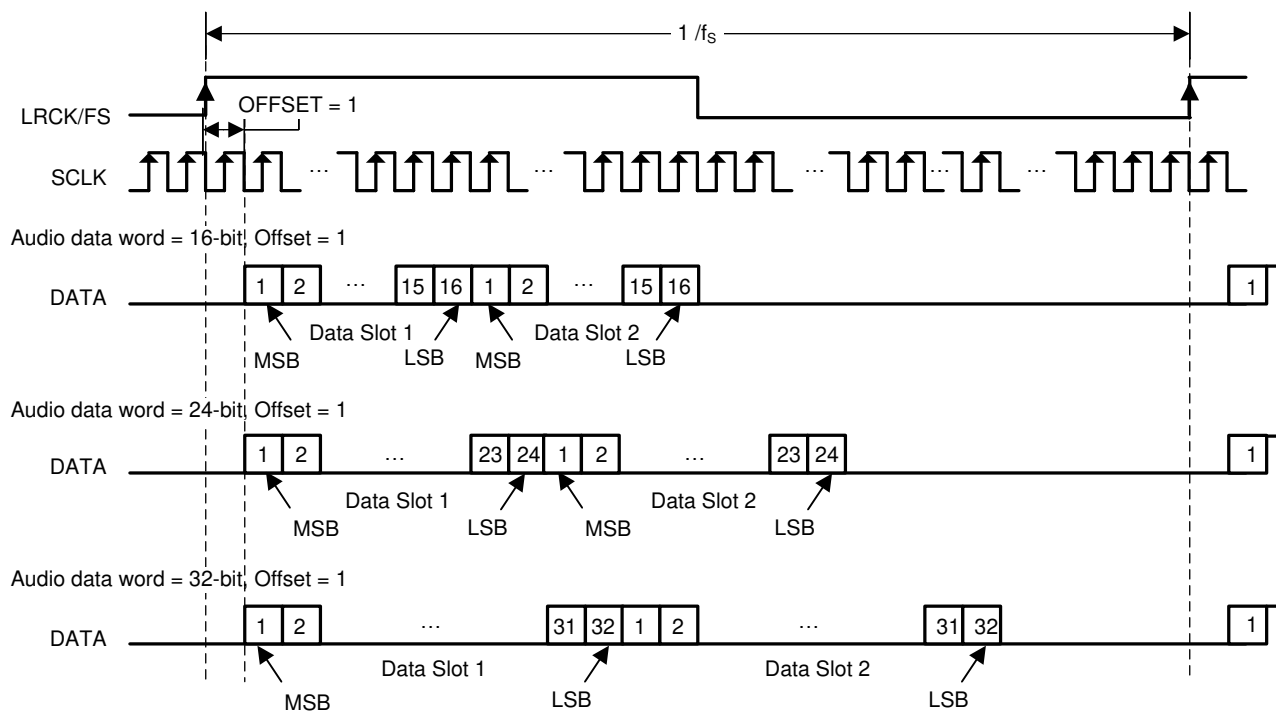 1 /fS
LRCK/FS
OFFSET = 1
SCLK
... ... ... ... ...
Audio data word = 16-bit, Offset = 1
DATA
1 2 ... 15 16 1 2 ... 15 16 1
Data Slot 1 Data Slot 2
MSB LSB MSB LSB
Audio data word = 24-bit, Offset = 1
DATA
1 2 ... 23 24 1 2 ... 23 24 1
Data Slot 1 Data Slot 2
MSB LSB MSB LSB
Audio data word = 32-bit, Offset = 1
DATA
1 2 ... 31 32 1 2 ... 31 32 1
Data Slot 1 Data Slot 2
MSB LSB LSB